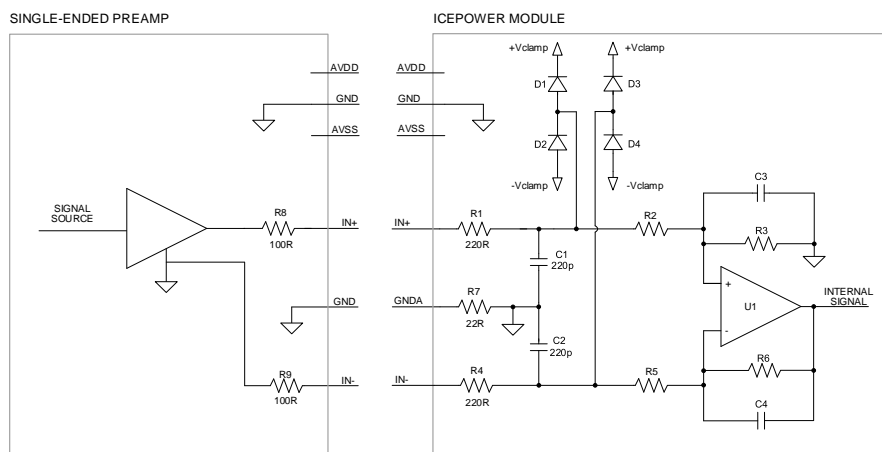 SINGLE-ENDED PREAMP
ICEPOWER MODULE
AVDD
GND
AVSS
AVDD
GND
AVSS
+Vclamp
+Vclamp
D1
D3
D2
D4
-Vclamp
-Vclamp
SIGNAL
SOURCE
R8
100R
IN+
IN+
R1
220R
C1
220p
R2
C3
R3
GND
GNDA
R7
22R
C2
220p
+
-
U1
INTERNAL
SIGNAL
R9
100R
IN-
IN-
R4
220R
R5
R6
C4